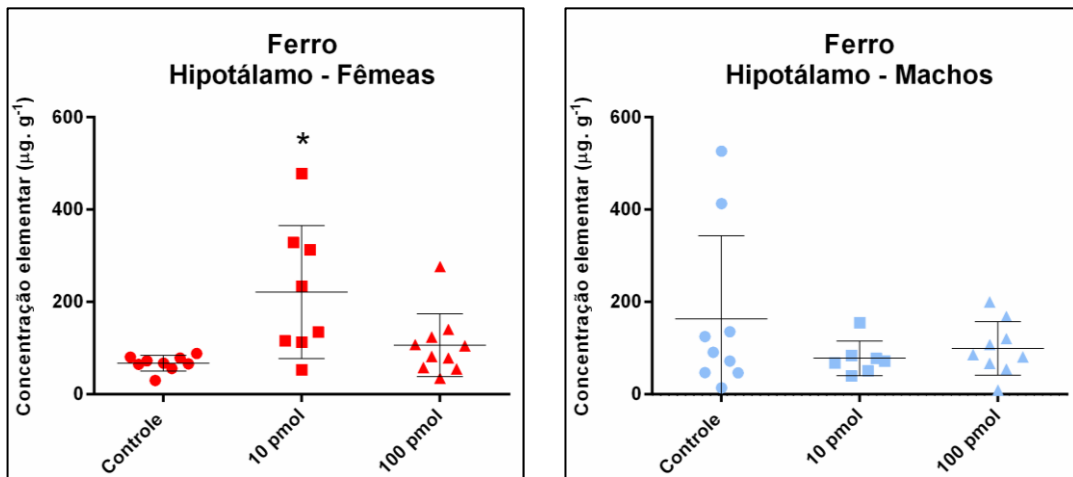 Ferro
Hipotálamo - Fêmeas
Concentração elementar (µg. g⁻¹)
600
400
200
0
*
Controle
10 pmol
100 pmol
Ferro
Hipotálamo - Machos
Concentração elementar (µg. g⁻¹)
600
400
200
0
Controle
10 pmol
100 pmol